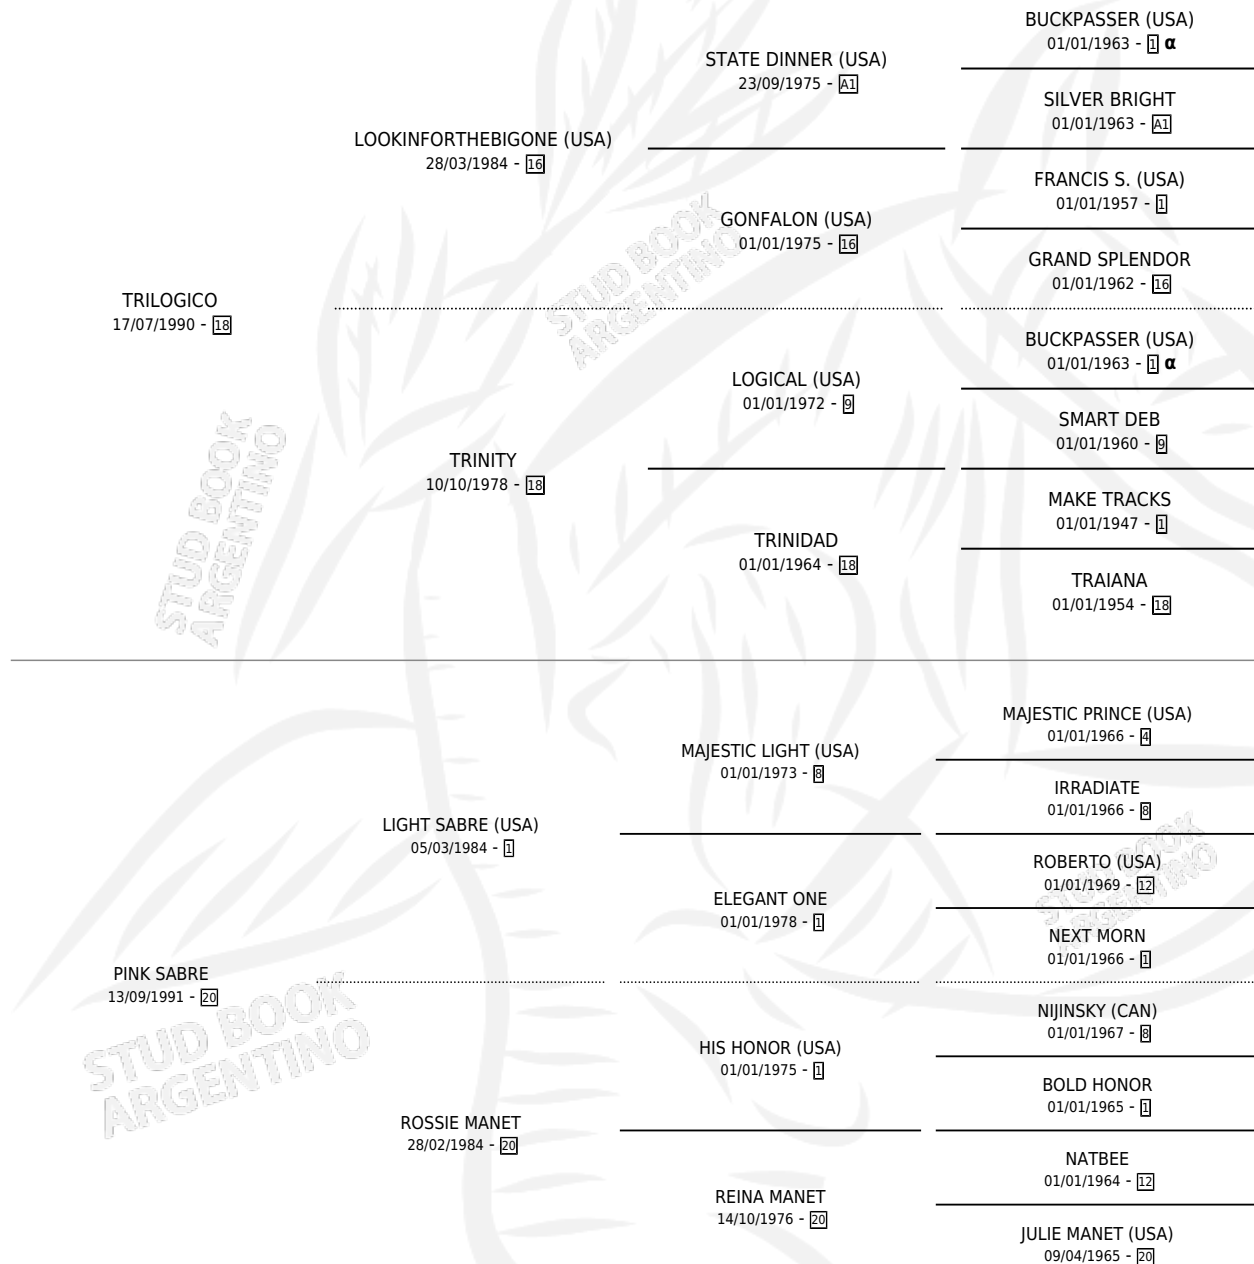 BUCKPASSER (USA)
01/01/1963 - 1 α
STATE DINNER (USA)
23/09/1975 - A1
SILVER BRIGHT
01/01/1963 - A1
LOOKINFORTHEBIGONE (USA)
28/03/1984 - 16
FRANCIS S. (USA)
01/01/1957 - 1
GONFALON (USA)
01/01/1975 - 16
GRAND SPLENDOR
01/01/1962 - 16
TRILOGICO
17/07/1990 - 18
BUCKPASSER (USA)
01/01/1963 - 1 α
LOGICAL (USA)
01/01/1972 - 9
SMART DEB
01/01/1960 - 9
TRINITY
10/10/1978 - 18
MAKE TRACKS
01/01/1947 - 1
TRINIDAD
01/01/1964 - 18
TRAIANA
01/01/1954 - 18
STUD BOOK
ARGENTINO
STUD BOOK
ARGENTINO
MAJESTIC PRINCE (USA)
01/01/1966 - 4
MAJESTIC LIGHT (USA)
01/01/1973 - 8
IRRADIATE
01/01/1966 - 8
LIGHT SABRE (USA)
05/03/1984 - 1
ROBERTO (USA)
01/01/1969 - 12
ELEGANT ONE
01/01/1978 - 1
NEXT MORN
01/01/1966 - 1
PINK SABRE
13/09/1991 - 20
NIJINSKY (CAN)
01/01/1967 - 8
HIS HONOR (USA)
01/01/1975 - 1
BOLD HONOR
01/01/1965 - 1
ROSSIE MANET
28/02/1984 - 20
NATBEE
01/01/1964 - 12
REINA MANET
14/10/1976 - 20
JULIE MANET (USA)
09/04/1965 - 20
STUD BOOK
ARGENTINO
STUD BOOK
ARGENTINO